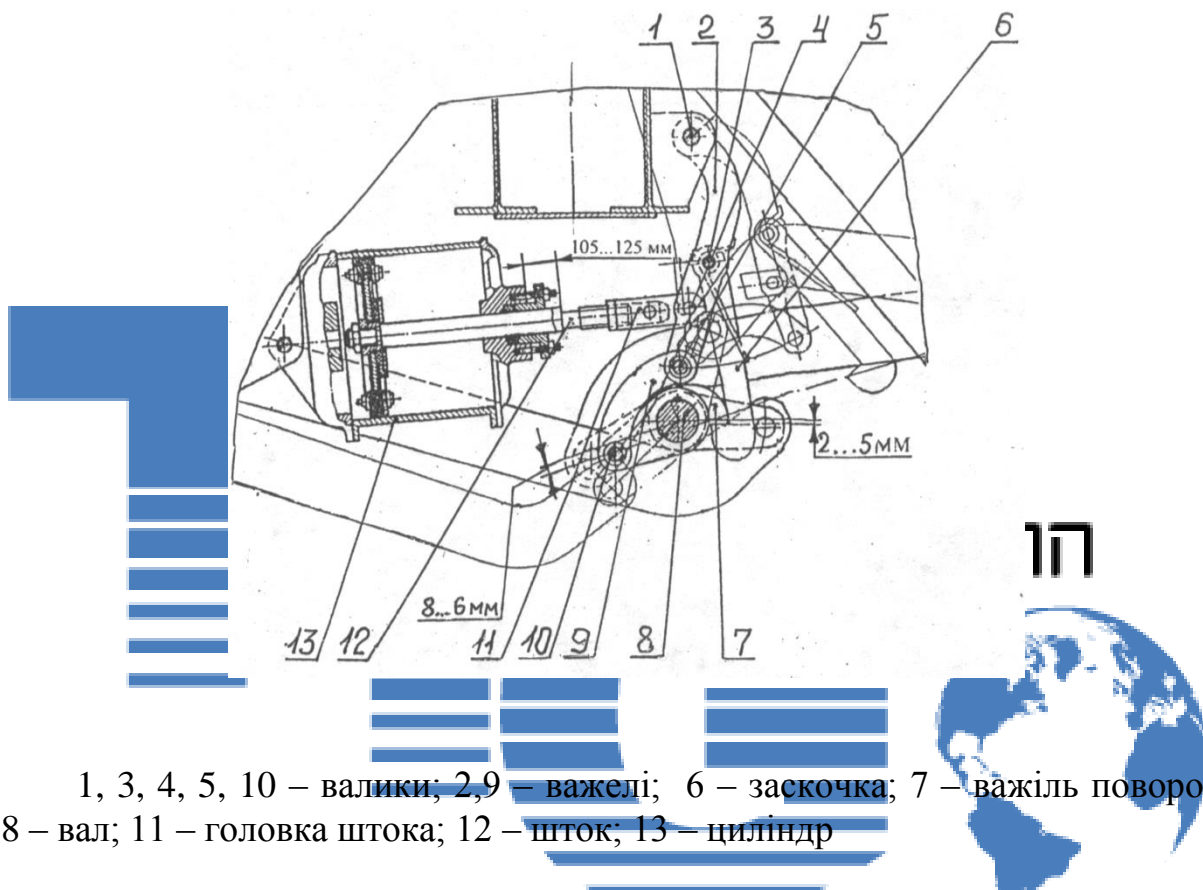 1 2 3 4 5 6
105...125 мм
2...5мм
8...6мм
13 12 11 10 9 8 7
1, 3, 4, 5, 10 – валики; 2,9 – важелі; 6 – заскочка; 7 – важіль поворо
8 – вал; 11 – головка штока; 12 – шток; 13 – циліндр